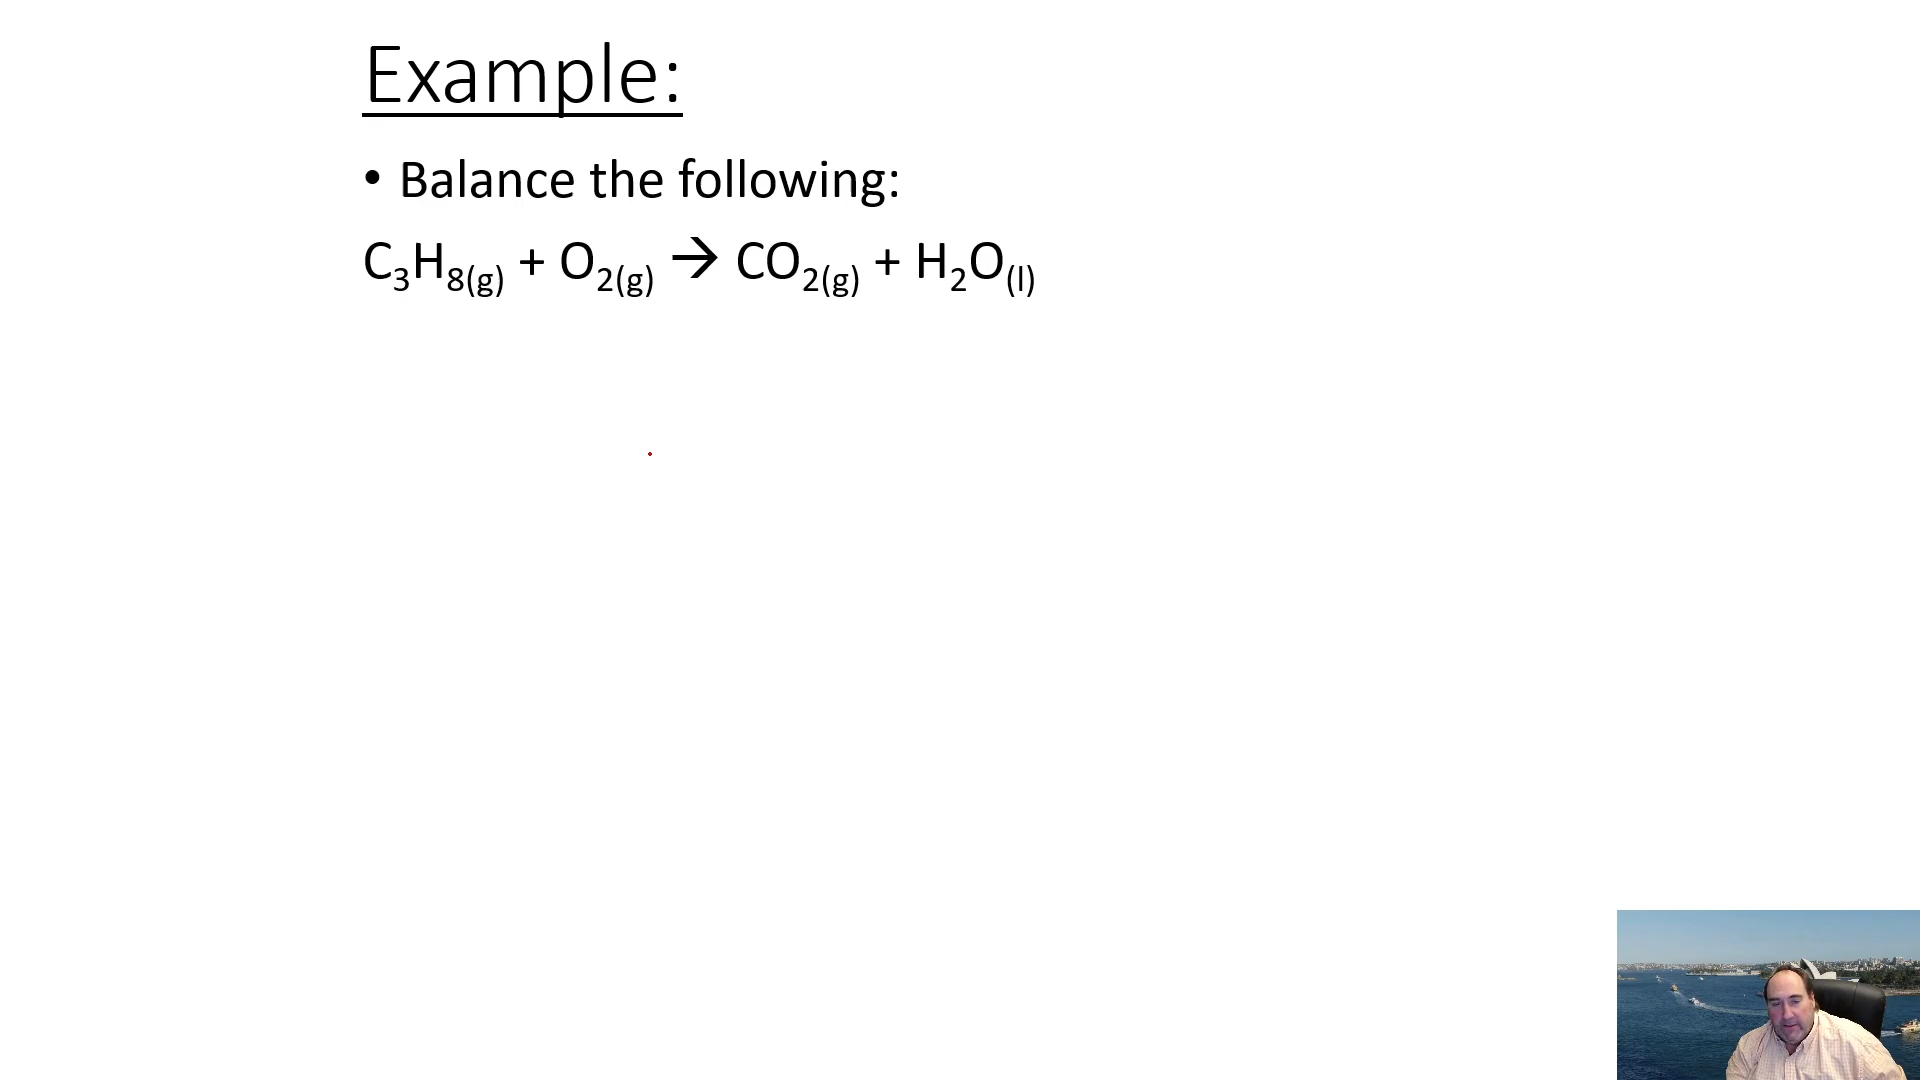 Example:
• Balance the following:
C₃H₈(g) + O₂(g) → CO₂(g) + H₂O(l)